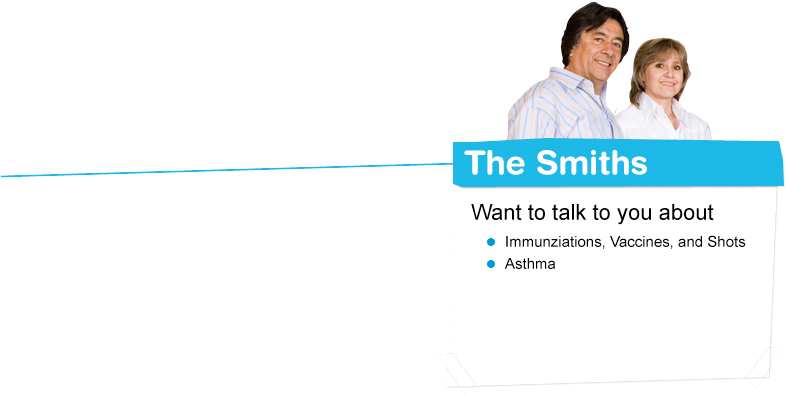 The Smiths
Want to talk to you about
Immunziations, Vaccines, and Shots
Asthma